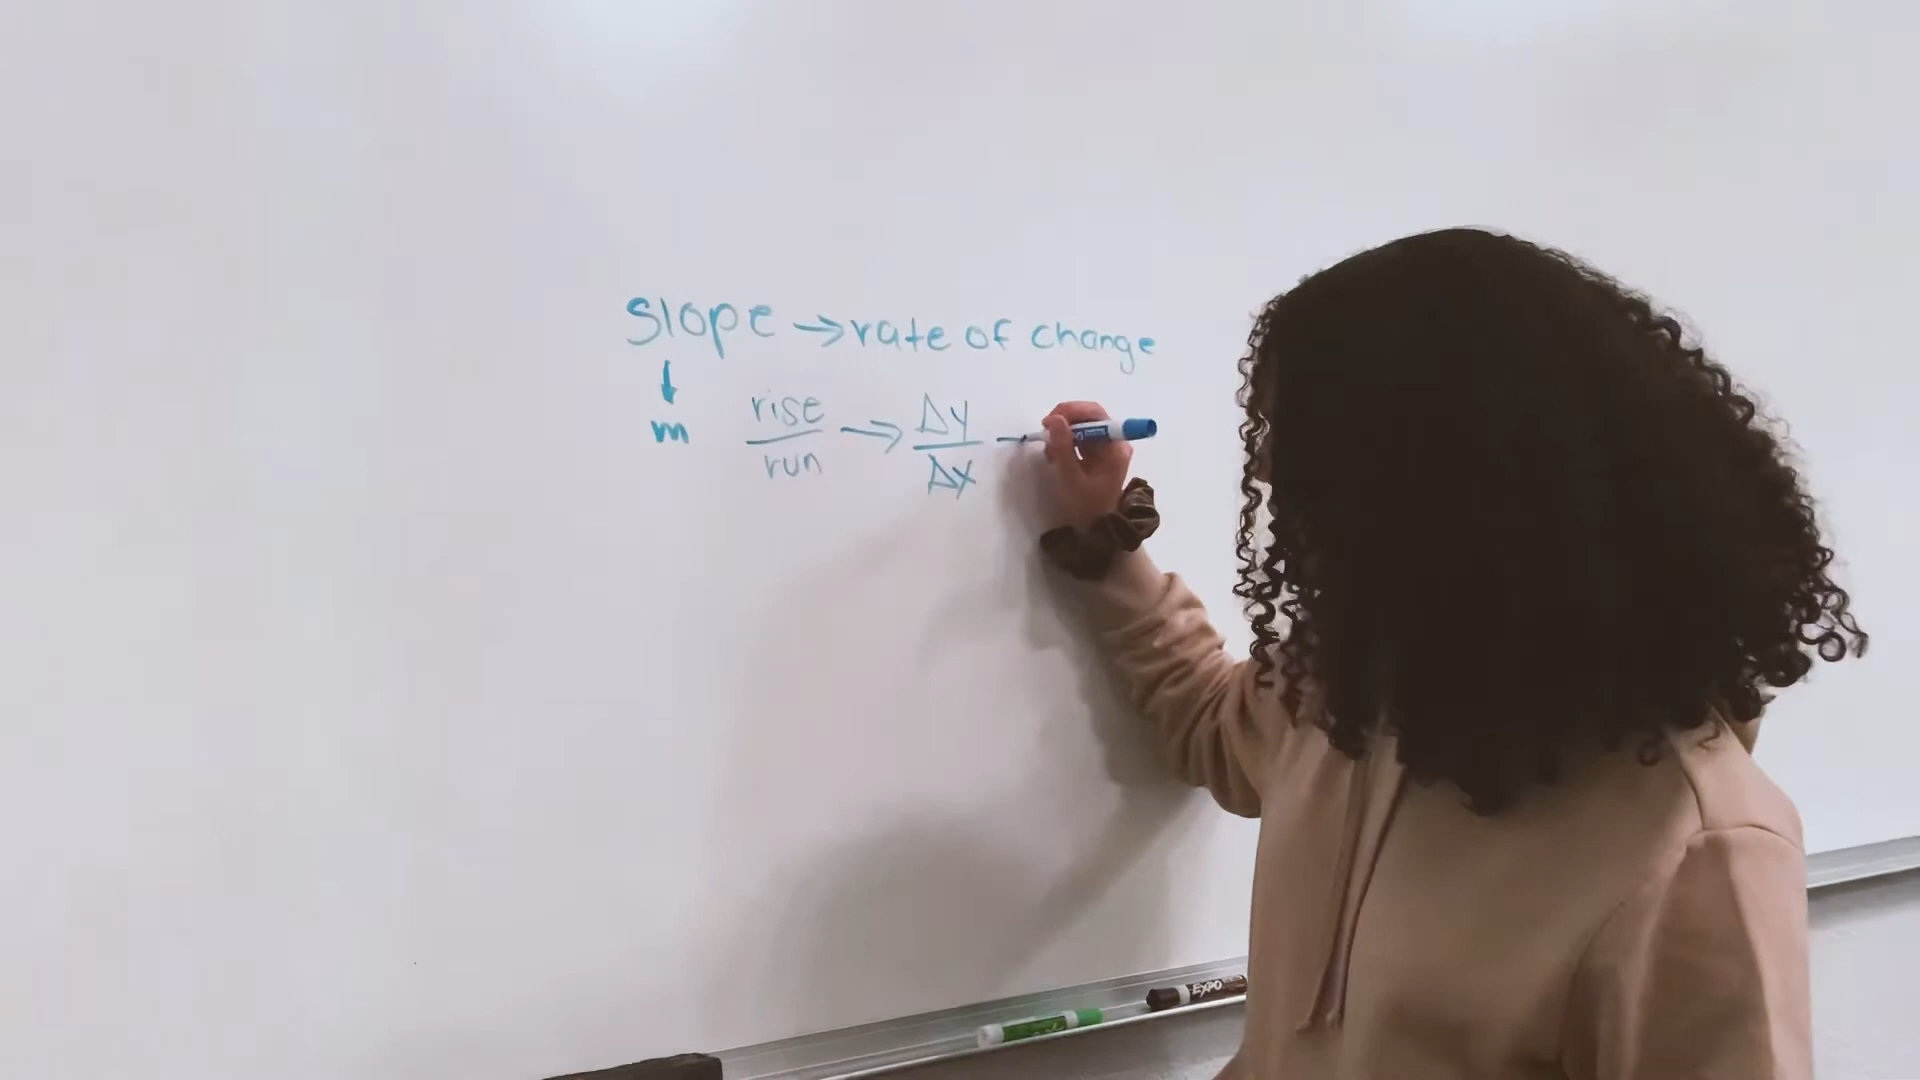 Slope → rate of change
↓
m rise/run → Δy/Δx –
EXPO